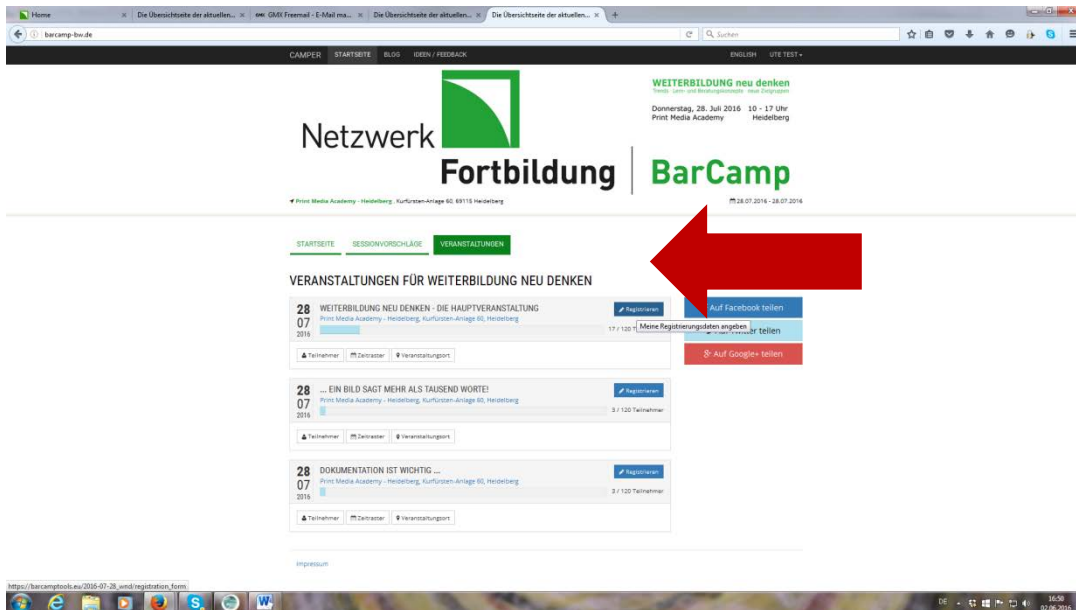 Home
Die Übersichtseite der aktuellen...
GMX Freemail - E-Mail ma...
Die Übersichtseite der aktuellen...
Die Übersichtseite der aktuellen...
barcamp-bw.de
Suchen
CAMPER STARTSEITE BLOG IDEEN / FEEDBACK ENGLISH UTE TEST
WEITERBILDUNG neu denken
Trends Lern- und Beratungskonzepte neue Zielgruppen
Donnerstag, 28. Juli 2016 10 - 17 Uhr
Print Media Academy Heidelberg
Netzwerk
Fortbildung BarCamp
Print Media Academy - Heidelberg, Kurfürsten-Anlage 60, 69115 Heidelberg
28.07.2016 - 28.07.2016
STARTSEITE SESSIONVORSCHLÄGE VERANSTALTUNGEN
VERANSTALTUNGEN FÜR WEITERBILDUNG NEU DENKEN
28 07 2016
WEITERBILDUNG NEU DENKEN - DIE HAUPTVERANSTALTUNG
Registrieren
Print Media Academy - Heidelberg, Kurfürsten-Anlage 60, Heidelberg
17 / 120
Meine Registrierungsdaten angeben
Teilnehmer Zeitraster Veranstaltungsort
Auf Facebook teilen
teilen
Auf Google+ teilen
28 07 2016
... EIN BILD SAGT MEHR ALS TAUSEND WORTE!
Registrieren
Print Media Academy - Heidelberg, Kurfürsten-Anlage 60, Heidelberg
3 / 120 Teilnehmer
Teilnehmer Zeitraster Veranstaltungsort
28 07 2016
DOKUMENTATION IST WICHTIG ...
Registrieren
Print Media Academy - Heidelberg, Kurfürsten-Anlage 60, Heidelberg
3 / 120 Teilnehmer
Teilnehmer Zeitraster Veranstaltungsort
Impressum
https://barcamptools.eu/2016-07-28_wnd/registration_form
DE
16:50
02.06.2016